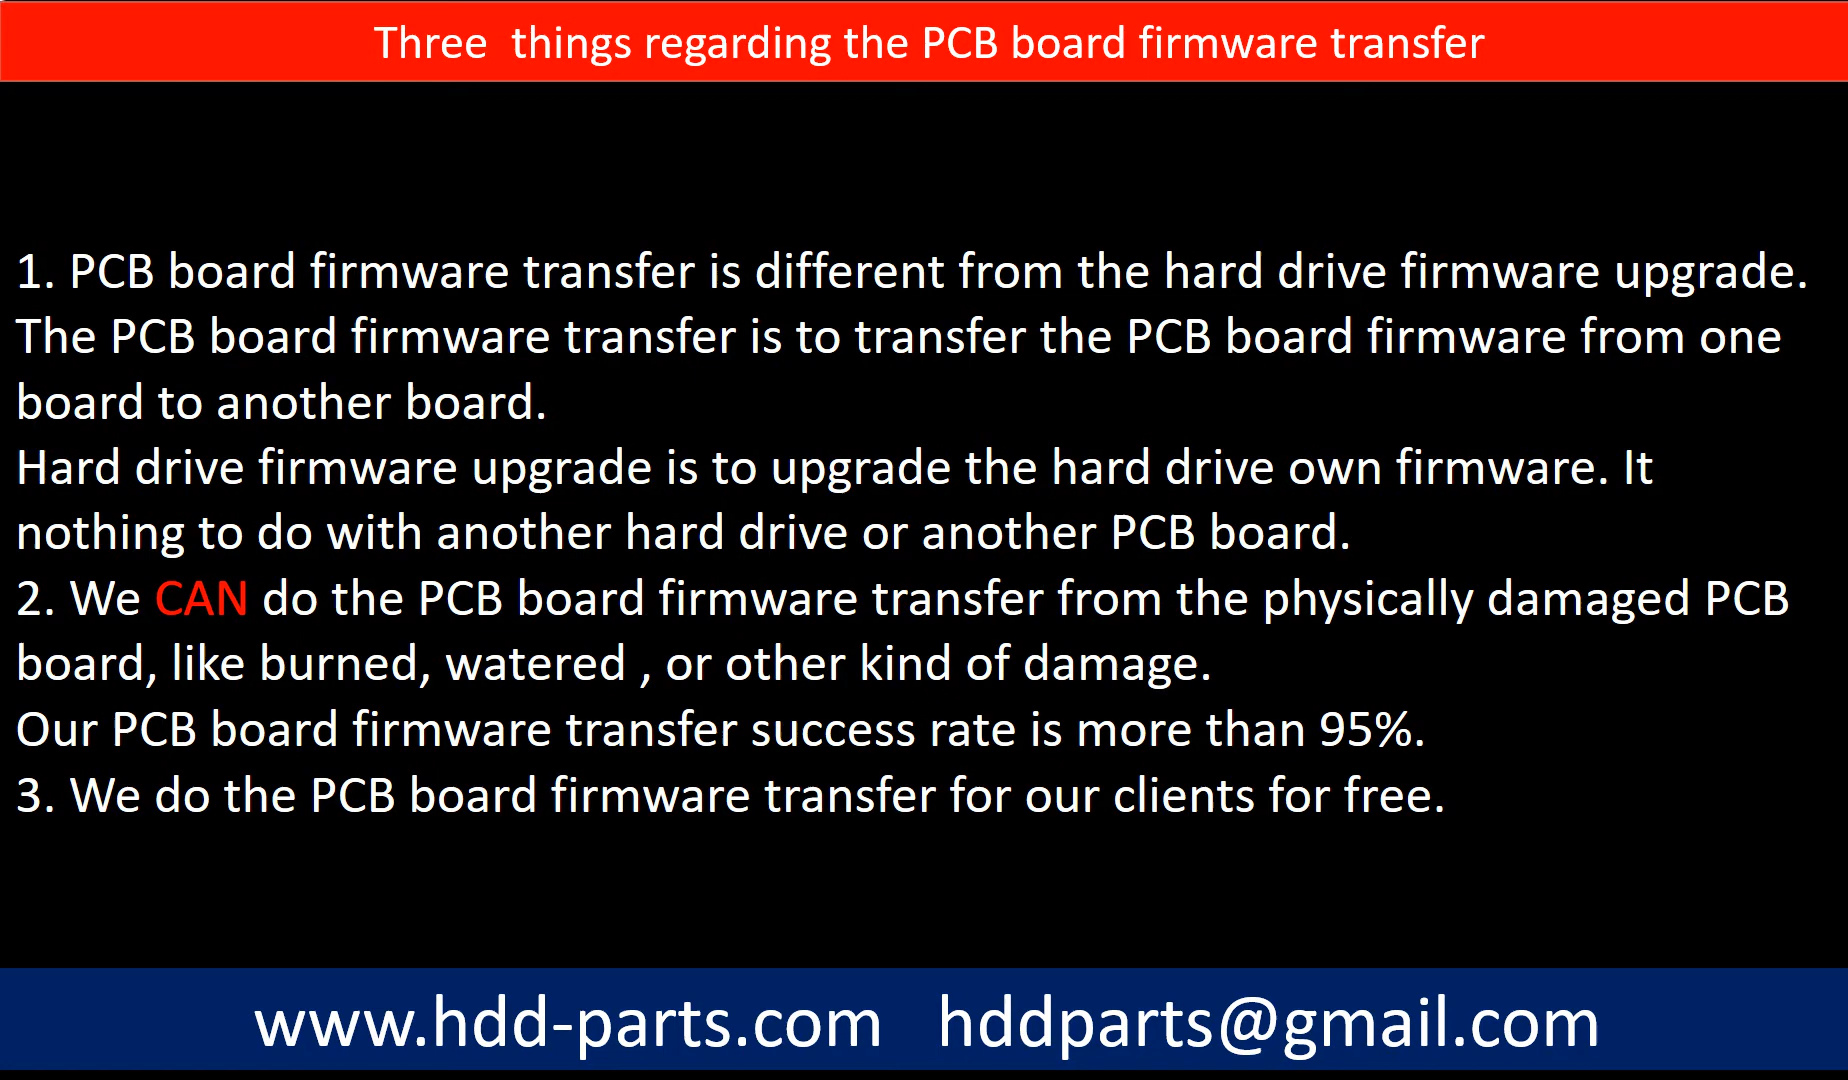 Three  things regarding the PCB board firmware transfer
1. PCB board firmware transfer is different from the hard drive firmware upgrade.
The PCB board firmware transfer is to transfer the PCB board firmware from one
board to another board.
Hard drive firmware upgrade is to upgrade the hard drive own firmware. It
nothing to do with another hard drive or another PCB board.
2. We CAN do the PCB board firmware transfer from the physically damaged PCB
board, like burned, watered , or other kind of damage.
Our PCB board firmware transfer success rate is more than 95%.
3. We do the PCB board firmware transfer for our clients for free.
www.hdd-parts.com   hddparts@gmail.com